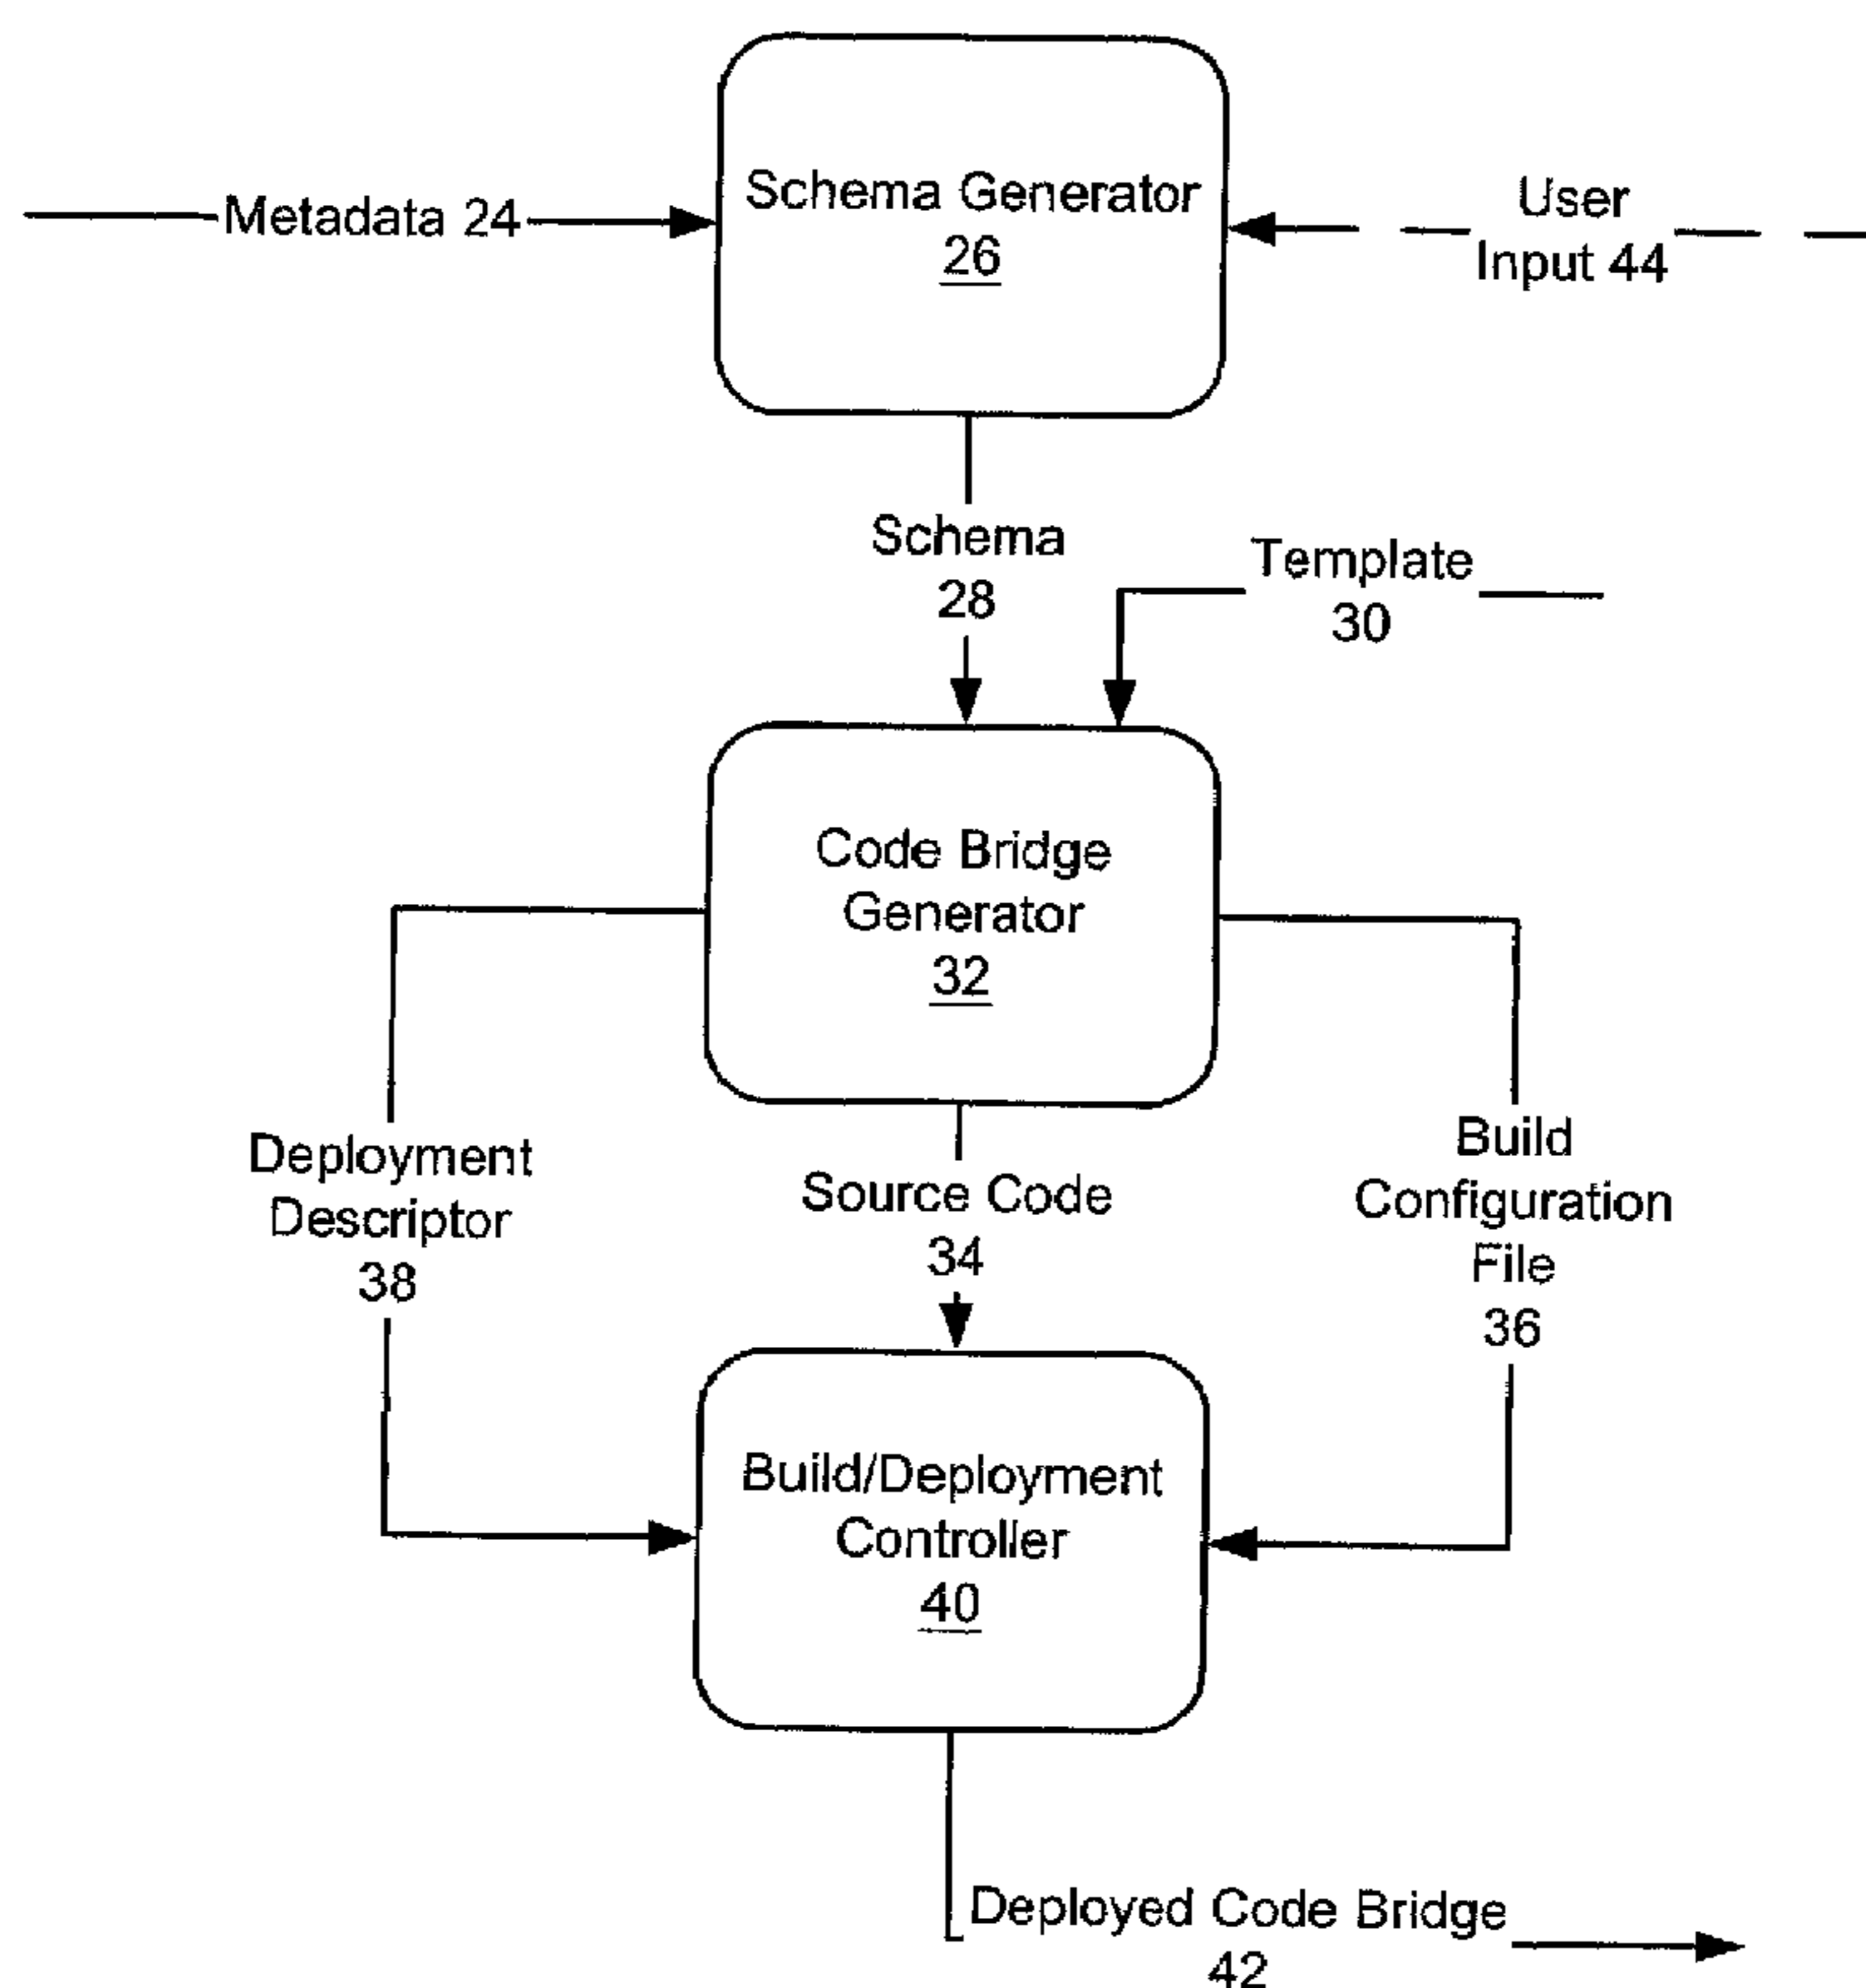 Schema Generator
26
Metadata 24
User
Input 44
Schema
28
Template
30
Code Bridge
Generator
32
Deployment
Descriptor
38
Source Code
34
Build
Configuration
File
36
Build/Deployment
Controller
40
Deployed Code Bridge
42